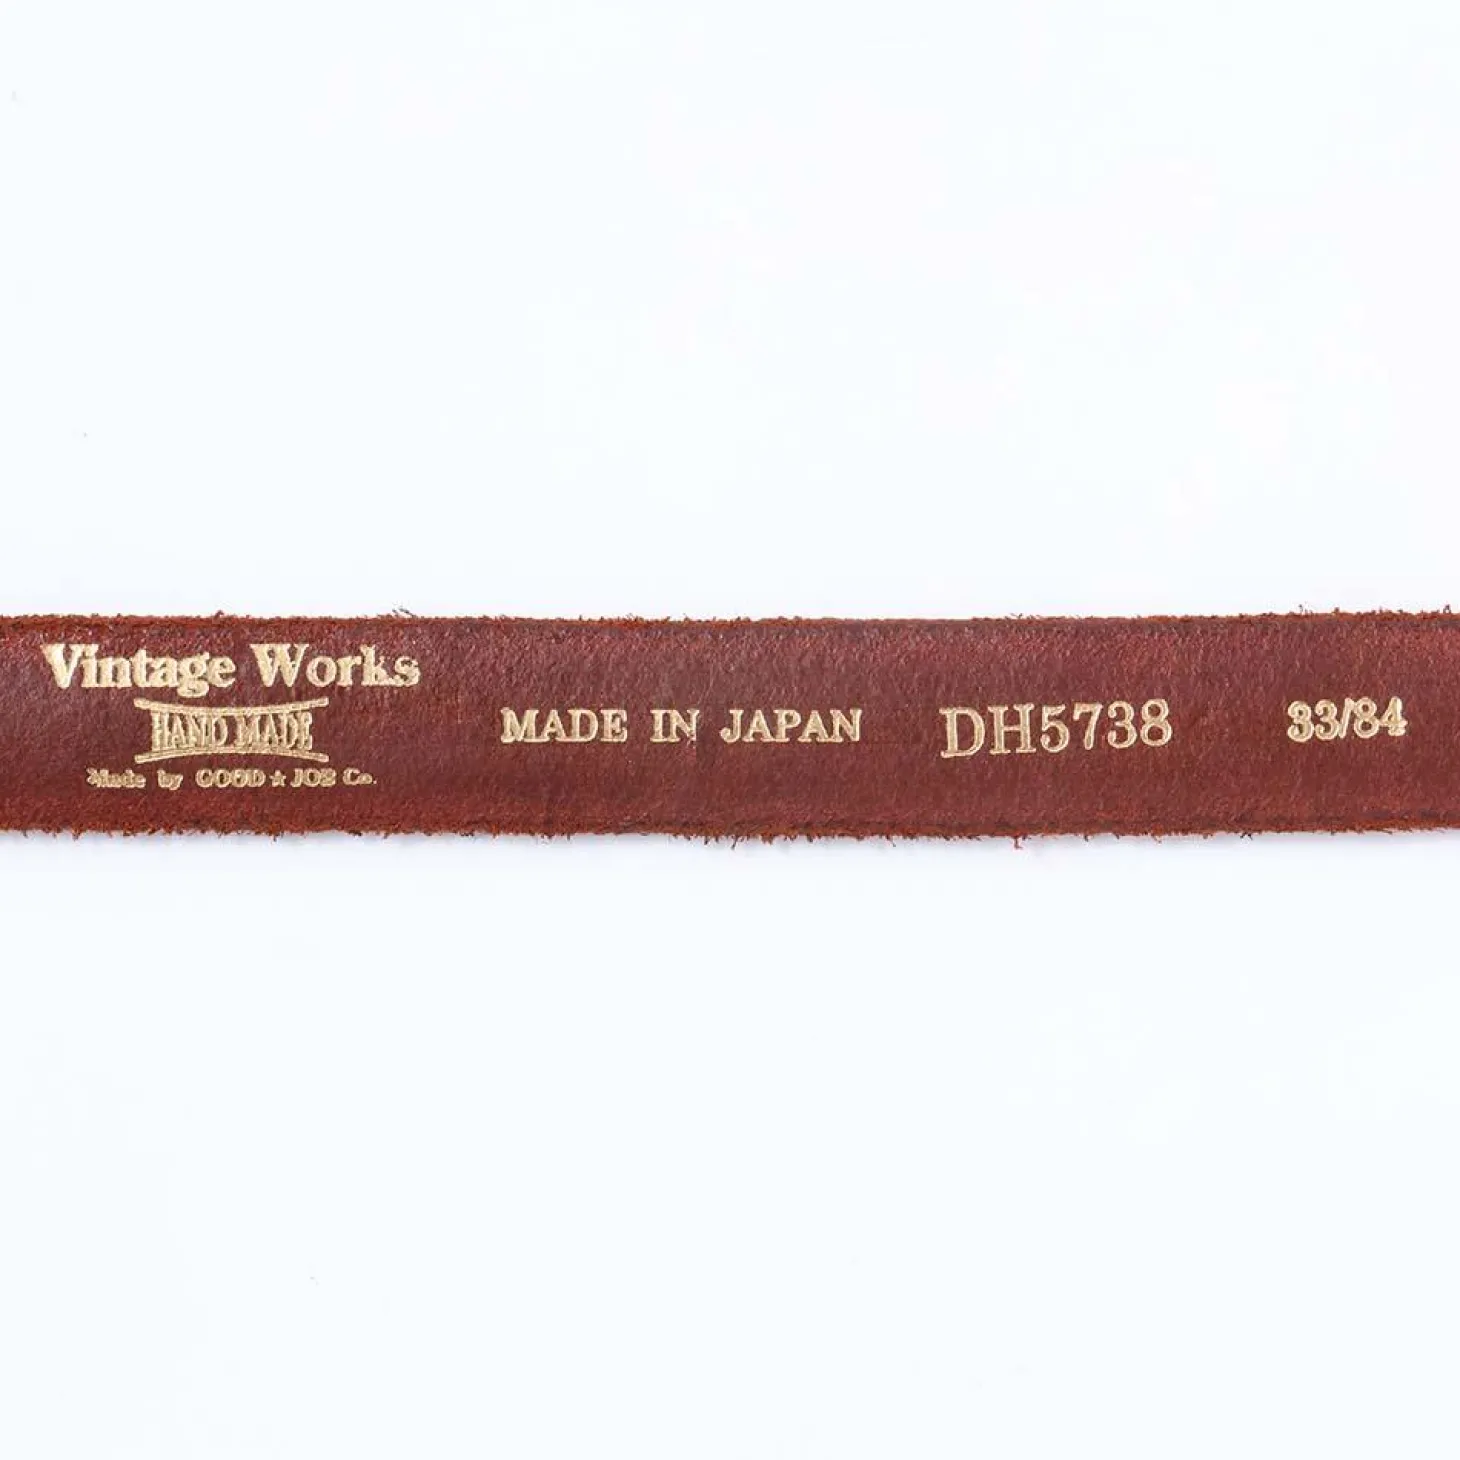 Vintage Works
HAND MADE
Made by GOOD★JOB Co.
MADE IN JAPAN
DH5738
33/84